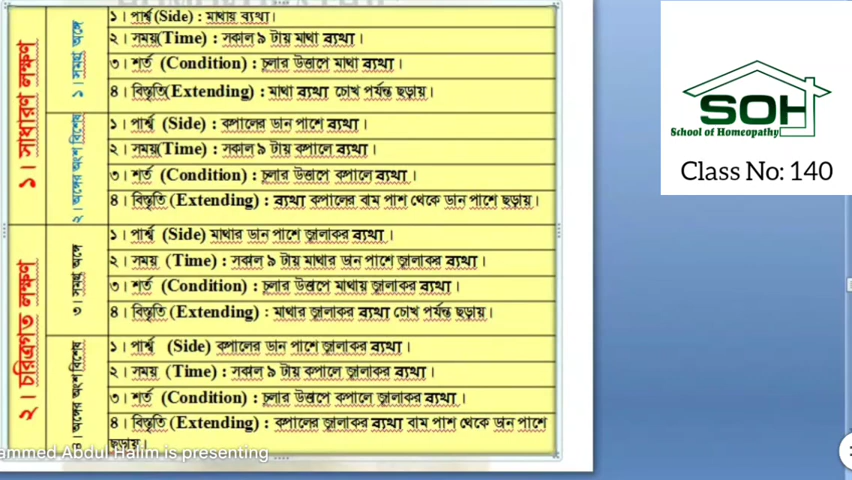 ১। সাধারণ লক্ষণ
১। সমগ্র অঙ্গে
১। পার্শ্ব (Side) : মাথায় ব্যথা।
২। সময়(Time) : সকাল ৯ টায় মাথা ব্যথা।
৩। শর্ত (Condition) : চুলার উত্তাপে মাথা ব্যথা।
৪। বিস্তৃতি(Extending) : মাথা ব্যথা চোখ পর্যন্ত ছড়ায়।
২। অঙ্গের অংশ বিশেষ
১। পার্শ্ব (Side) : কপালের ডান পাশে ব্যথা।
২। সময়(Time) : সকাল ৯ টায় কপালে ব্যথা।
৩। শর্ত (Condition) : চুলার উত্তাপে কপালে ব্যথা।
৪। বিস্তৃতি (Extending) : ব্যথা কপালের বাম পাশ থেকে ডান পাশে ছড়ায়।
২। চরিত্রগত লক্ষণ
৩। সমগ্র অঙ্গে
১। পার্শ্ব (Side) মাথার ডান পাশে জ্বালাকর ব্যথা।
২। সময় (Time) : সকাল ৯ টায় মাথার ডান পাশে জ্বালাকর ব্যথা।
৩। শর্ত (Condition) : চুলার উত্তাপে মাথায় জ্বালাকর ব্যথা।
৪। বিস্তৃতি (Extending) : মাথার জ্বালাকর ব্যথা চোখ পর্যন্ত ছড়ায়।
৪। অঙ্গের অংশ বিশেষ
১। পার্শ্ব (Side) কপালের ডান পাশে জ্বালাকর ব্যথা।
২। সময় (Time) : সকাল ৯ টায় কপালে জ্বালাকর ব্যথা।
৩। শর্ত (Condition) : চুলার উত্তাপে কপালে জ্বালাকর ব্যথা।
৪। বিস্তৃতি (Extending) : কপালের জ্বালাকর ব্যথা বাম পাশ থেকে ডান পাশে
ছড়ায়।
ammed Abdul Halim is presenting
SOH
School of Homeopathy
Class No: 140